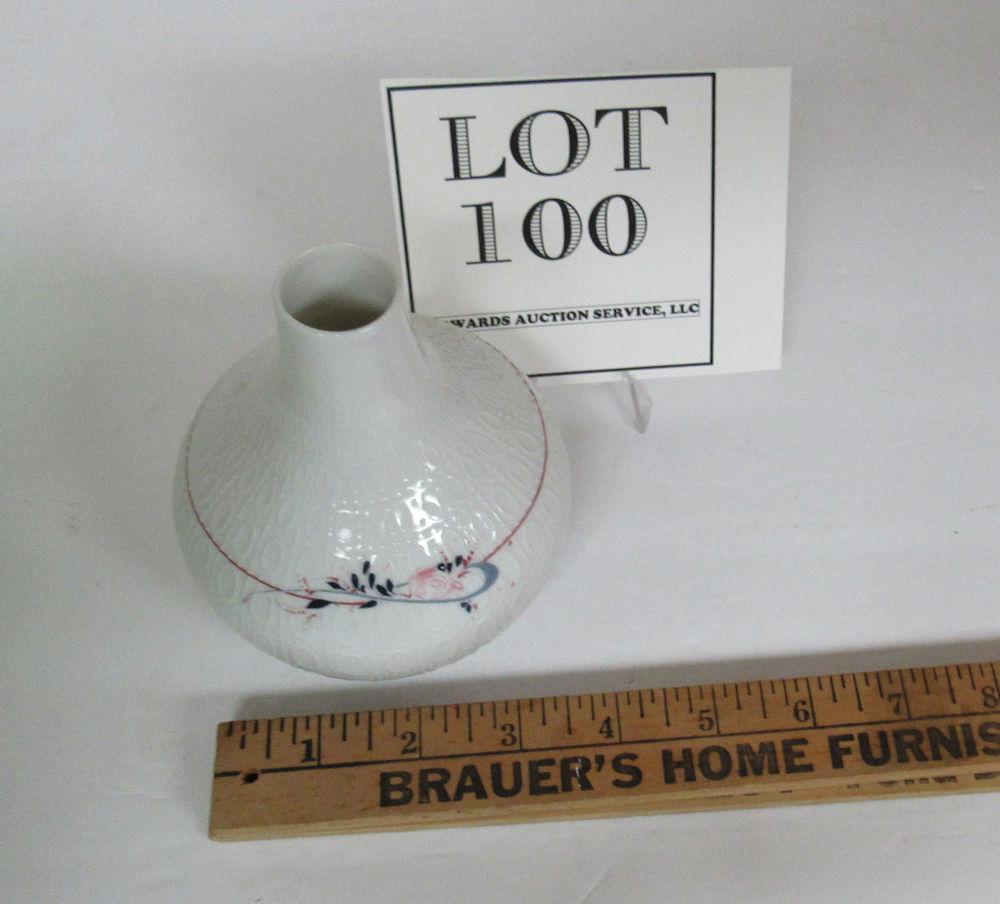 LOT
100
WARDS AUCTION SERVICE, LLC
1 2 3 4 5 6 7 8
BRAUER'S HOME FURNIS